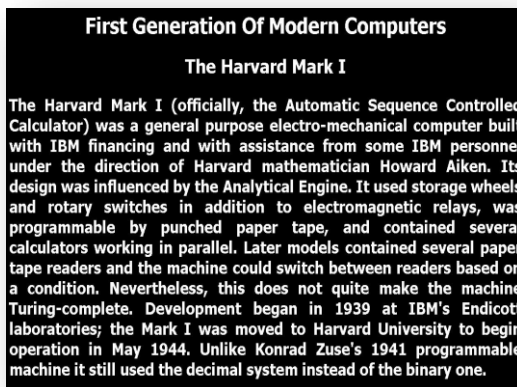 First Generation Of Modern Computers
The Harvard Mark I
The Harvard Mark I (officially, the Automatic Sequence Controlled
Calculator) was a general purpose electro-mechanical computer built
with IBM financing and with assistance from some IBM personnel
under the direction of Harvard mathematician Howard Aiken. Its
design was influenced by the Analytical Engine. It used storage wheels
and rotary switches in addition to electromagnetic relays, was
programmable by punched paper tape, and contained several
calculators working in parallel. Later models contained several paper
tape readers and the machine could switch between readers based on
a condition. Nevertheless, this does not quite make the machine
Turing-complete. Development began in 1939 at IBM's Endicott
laboratories; the Mark I was moved to Harvard University to begin
operation in May 1944. Unlike Konrad Zuse's 1941 programmable
machine it still used the decimal system instead of the binary one.